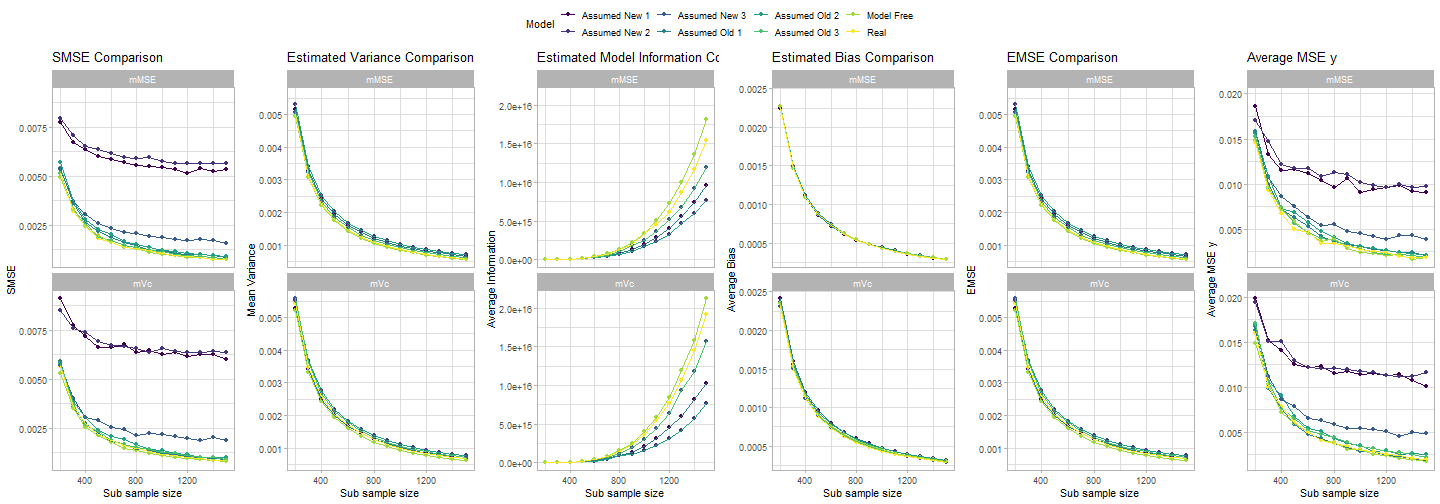 Model Assumed New 1 Assumed New 3 Assumed Old 2 Model Free
Assumed New 2 Assumed Old 1 Assumed Old 3 Real
SMSE Comparison
mMSE
0.0075
0.0050
0.0025
mVc
0.0075
0.0050
0.0025
SMSE
400 800 1200
Sub sample size
Estimated Variance Comparison
mMSE
0.005
0.004
0.003
0.002
0.001
mVc
0.005
0.004
0.003
0.002
0.001
Mean Variance
400 800 1200
Sub sample size
Estimated Model Information Co
mMSE
2.0e+16
1.5e+16
1.0e+16
5.0e+15
0.0e+00
mVc
2.0e+16
1.5e+16
1.0e+16
5.0e+15
0.0e+00
Average Information
400 800 1200
Sub sample size
Estimated Bias Comparison
mMSE
0.0025
0.0020
0.0015
0.0010
0.0005
mVc
0.0025
0.0020
0.0015
0.0010
0.0005
Average Bias
400 800 1200
Sub sample size
EMSE Comparison
mMSE
0.005
0.004
0.003
0.002
0.001
mVc
0.005
0.004
0.003
0.002
0.001
EMSE
400 800 1200
Sub sample size
Average MSE y
mMSE
0.020
0.015
0.010
0.005
mVc
0.020
0.015
0.010
0.005
Average MSE y
400 800 1200
Sub sample size